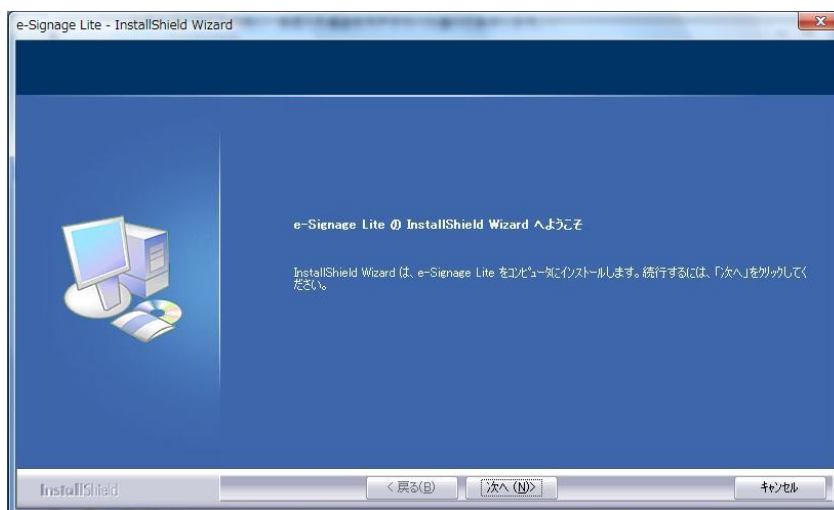 e-Signage Lite - InstallShield Wizard
e-Signage Lite の InstallShield Wizard へようこそ
InstallShield Wizard は、e-Signage Lite をコンピュータにインストールします。続行するには、「次へ」をクリックしてく
ださい。
InstallShield
< 戻る(B)
次へ (N)>
キャンセル